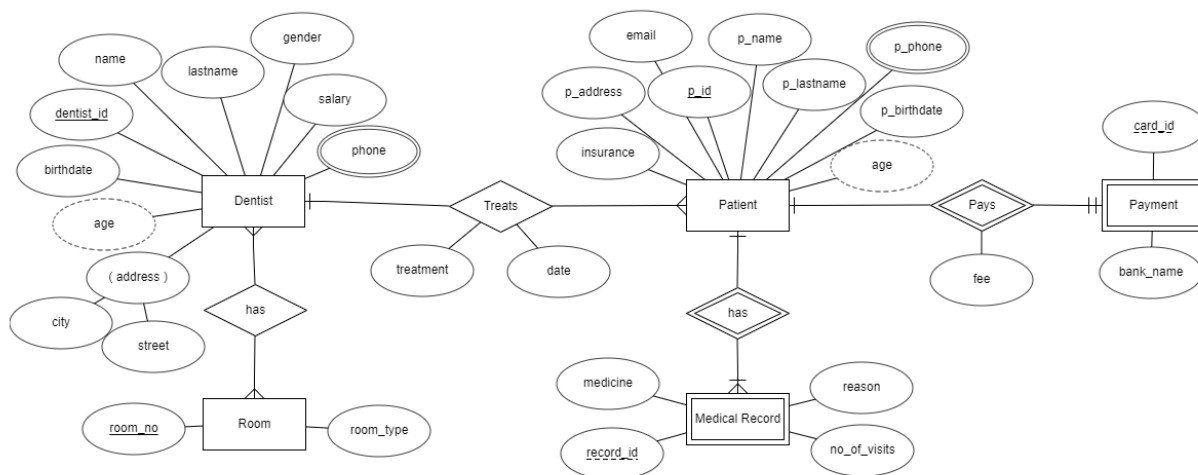 gender
name
lastname
dentist_id
salary
birthdate
phone
age
Dentist
( address )
city
street
has
room_no
Room
room_type
Treats
treatment
date
email
p_name
p_phone
p_address
p_id
p_lastname
insurance
p_birthdate
age
Patient
has
medicine
reason
Medical Record
record_id
no_of_visits
Pays
fee
card_id
Payment
bank_name